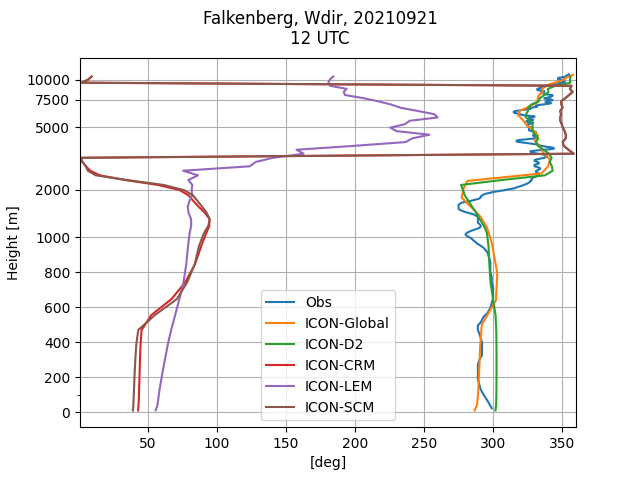 Falkenberg, Wdir, 20210921
12 UTC
10000
7500
5000
2000
1000
800
600
400
200
0
Height [m]
Obs
ICON-Global
ICON-D2
ICON-CRM
ICON-LEM
ICON-SCM
50 100 150 200 250 300 350
[deg]